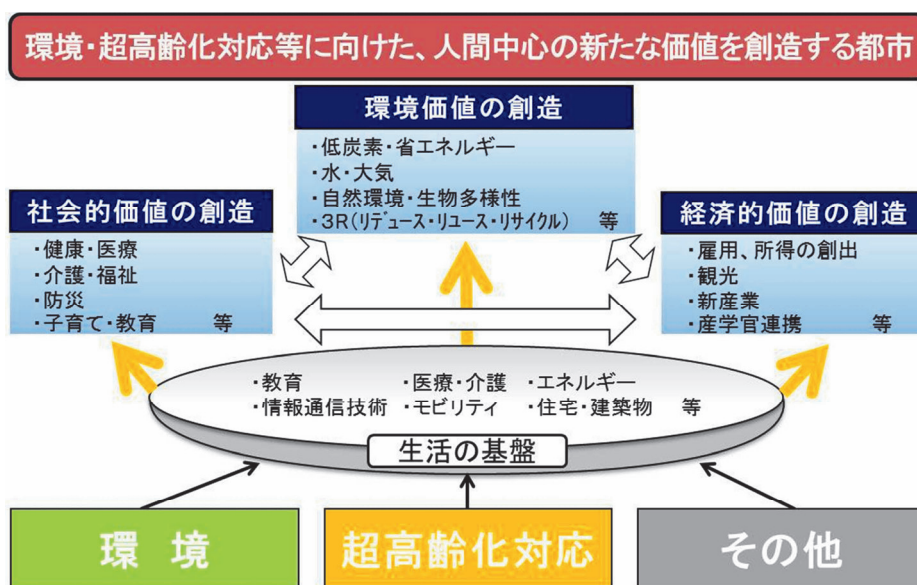 環境・超高齢化対応等に向けた、人間中心の新たな価値を創造する都市
環境価値の創造
・低炭素・省エネルギー
・水・大気
・自然環境・生物多様性
・3R(リデュース・リユース・リサイクル) 等
社会的価値の創造
・健康・医療
・介護・福祉
・防災
・子育て・教育 等
経済的価値の創造
・雇用、所得の創出
・観光
・新産業
・産学官連携 等
・教育 ・医療・介護 ・エネルギー
・情報通信技術 ・モビリティ ・住宅・建築物 等
生活の基盤
環境
超高齢化対応
その他